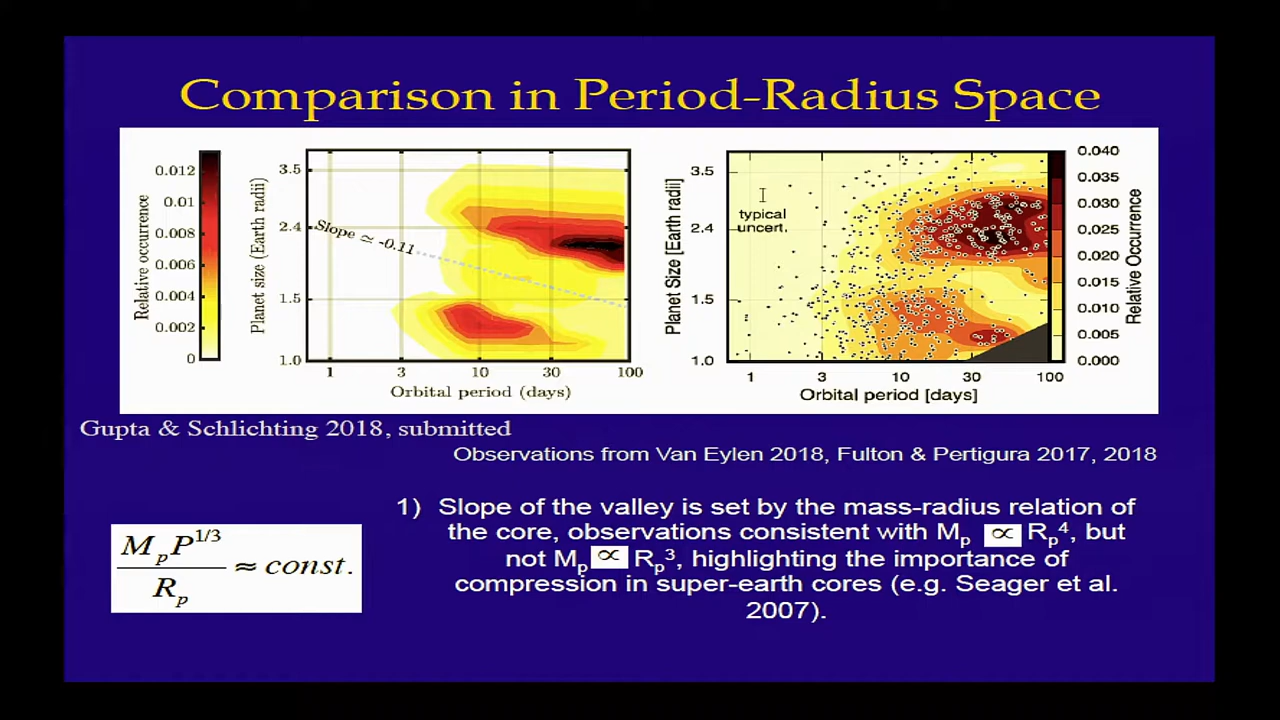 Comparison in Period-Radius Space
Relative occurrence
0.012
0.01
0.008
0.006
0.004
0.002
0
Planet size (Earth radii)
3.5
2.4
1.5
1.0
Slope ≃ -0.11
1 3 10 30 100
Orbital period (days)
Planet Size [Earth radii]
3.5
2.4
1.5
1.0
typical
uncert.
1 3 10 30 100
Orbital period [days]
0.040
0.035
0.030
0.025
0.020
0.015
0.010
0.005
0.000
Relative Occurrence
Gupta & Schlichting 2018, submitted
Observations from Van Eylen 2018, Fulton & Pertigura 2017, 2018
M_p P^{1/3} / R_p ≈ const.
1) Slope of the valley is set by the mass-radius relation of
the core, observations consistent with M_p ∝ R_p^4, but
not M_p ∝ R_p^3, highlighting the importance of
compression in super-earth cores (e.g. Seager et al.
2007).